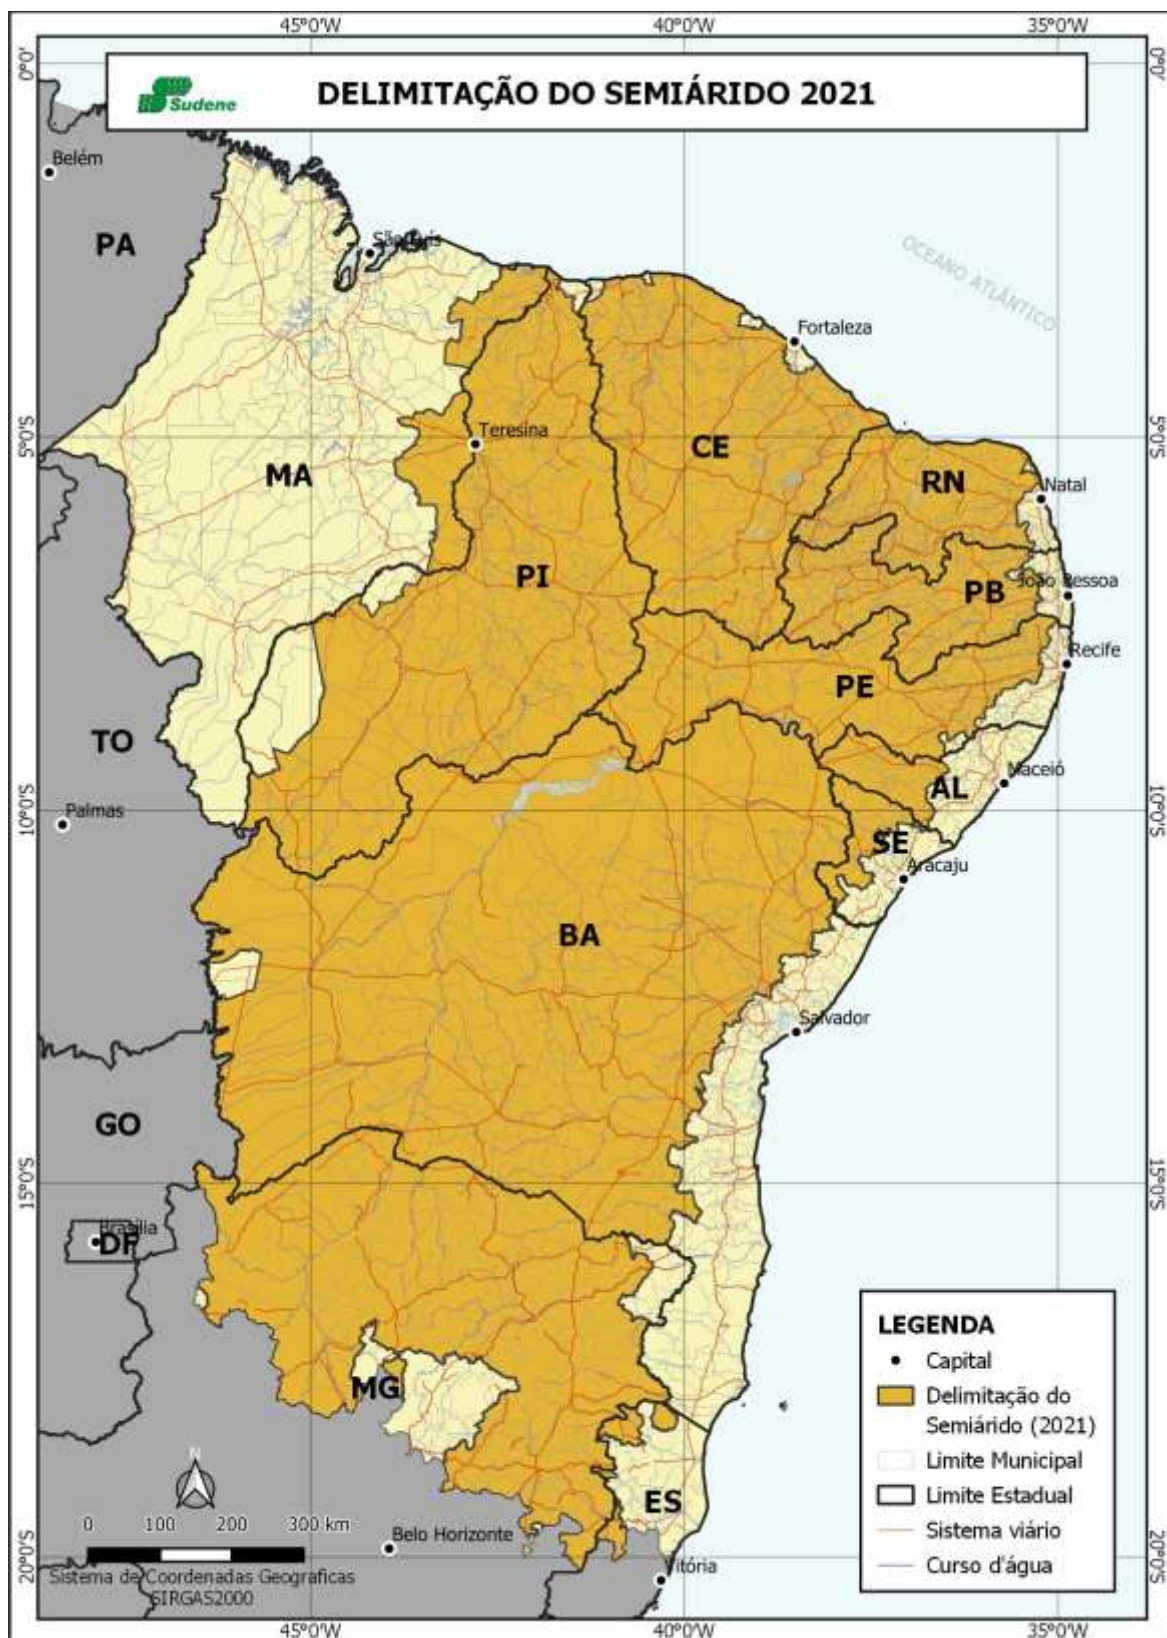 45°0'W 40°0'W 35°0'W
0°0' 0°0'
Sudene
DELIMITAÇÃO DO SEMIÁRIDO 2021
Belém
PA
São Luís
OCEANO ATLÂNTICO
Fortaleza
5°0'S Teresina CE 5°0'S
MA RN Natal
PI PB João Pessoa
Recife
PE
TO
AL Maceió
Palmas
10°0'S 10°0'S
SE
Aracaju
BA
Salvador
GO
15°0'S 15°0'S
Brasília
DF
MG
ES
Belo Horizonte
Vitória
20°0'S 20°0'S
N
0 100 200 300 km
Sistema de Coordenadas Geograficas
SIRGAS2000
LEGENDA
Capital
Delimitação do
Semiárido (2021)
Limite Municipal
Limite Estadual
Sistema viário
Curso d'água
45°0'W 40°0'W 35°0'W